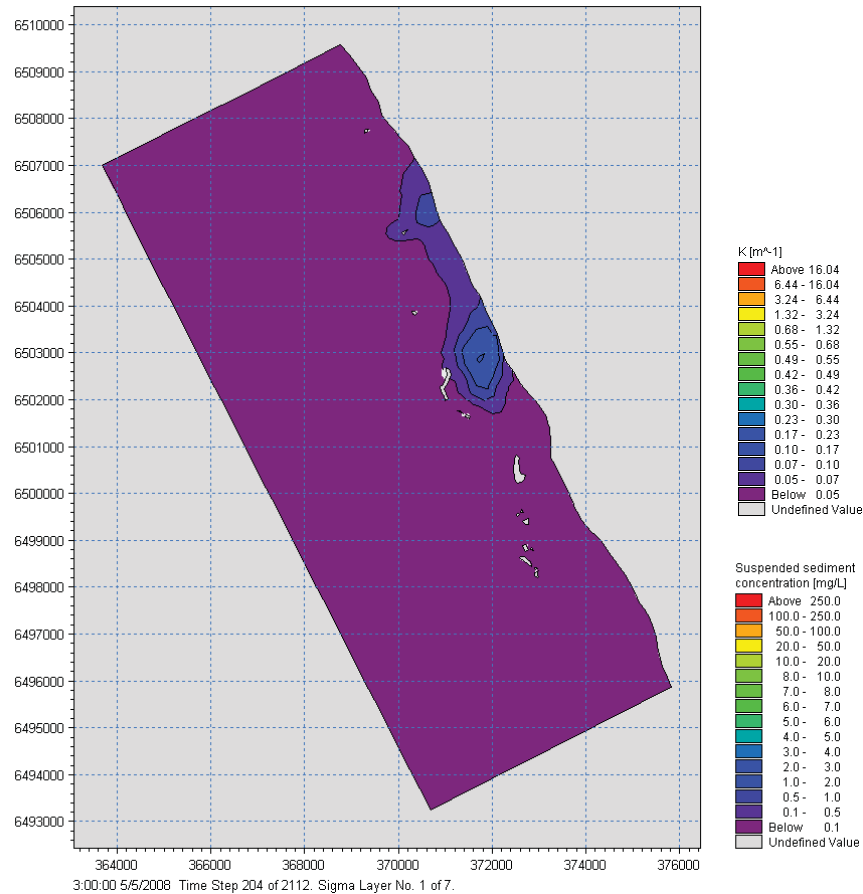 6510000
6509000
6508000
6507000
6506000
6505000
6504000
6503000
6502000
6501000
6500000
6499000
6498000
6497000
6496000
6495000
6494000
6493000
364000 366000 368000 370000 372000 374000 376000
3:00:00 5/5/2008 Time Step 204 of 2112. Sigma Layer No. 1 of 7.
K [m^-1]
Above 16.04
6.44 - 16.04
3.24 - 6.44
1.32 - 3.24
0.68 - 1.32
0.55 - 0.68
0.49 - 0.55
0.42 - 0.49
0.36 - 0.42
0.30 - 0.36
0.23 - 0.30
0.17 - 0.23
0.10 - 0.17
0.07 - 0.10
0.05 - 0.07
Below 0.05
Undefined Value
Suspended sediment
concentration [mg/L]
Above 250.0
100.0 - 250.0
50.0 - 100.0
20.0 - 50.0
10.0 - 20.0
8.0 - 10.0
7.0 - 8.0
6.0 - 7.0
5.0 - 6.0
4.0 - 5.0
3.0 - 4.0
2.0 - 3.0
1.0 - 2.0
0.5 - 1.0
0.1 - 0.5
Below 0.1
Undefined Value